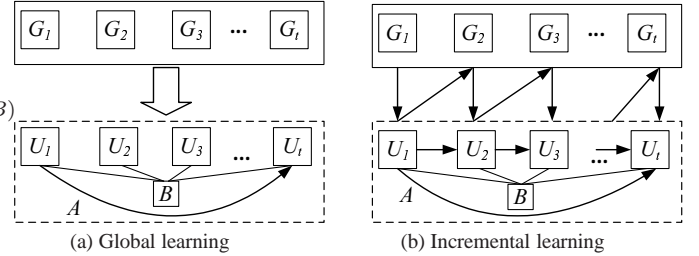 G1 G2 G3 ... Gt
B)
U1 U2 U3 ... Ut
B
A
(a) Global learning
G1 G2 G3 ... Gt
U1 U2 U3 ... Ut
B
A
(b) Incremental learning